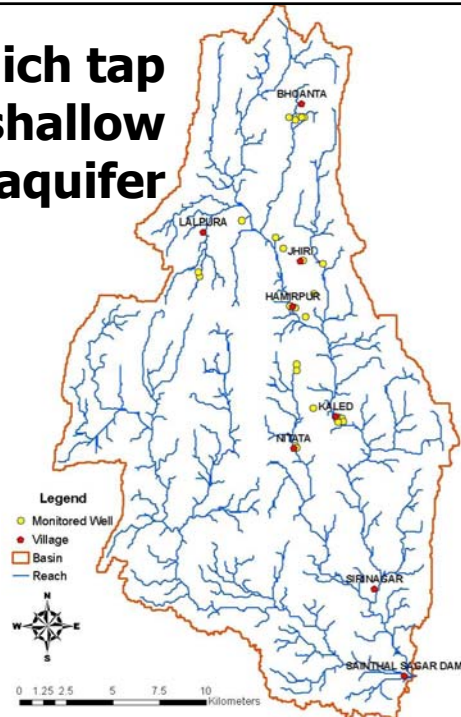 ich tap
shallow
aquifer
BHOANTA
LALPURA
JHIRD
HAMIRPUR
KALED
NITATA
Legend
Monitored Well
Village
Basin
Reach
N
W E
S
SIRINAGAR
SAINTHAL SAGAR DAM
0 1.25 2.5 5 7.5 10
Kilometers